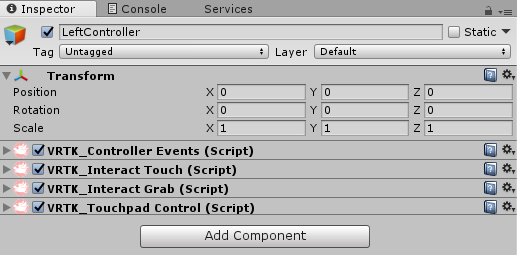 Inspector Console Services
LeftController Static
Tag Untagged Layer Default
Transform
Position X 0 Y 0 Z 0
Rotation X 0 Y 0 Z 0
Scale X 1 Y 1 Z 1
VRTK_Controller Events (Script)
VRTK_Interact Touch (Script)
VRTK_Interact Grab (Script)
VRTK_Touchpad Control (Script)
Add Component